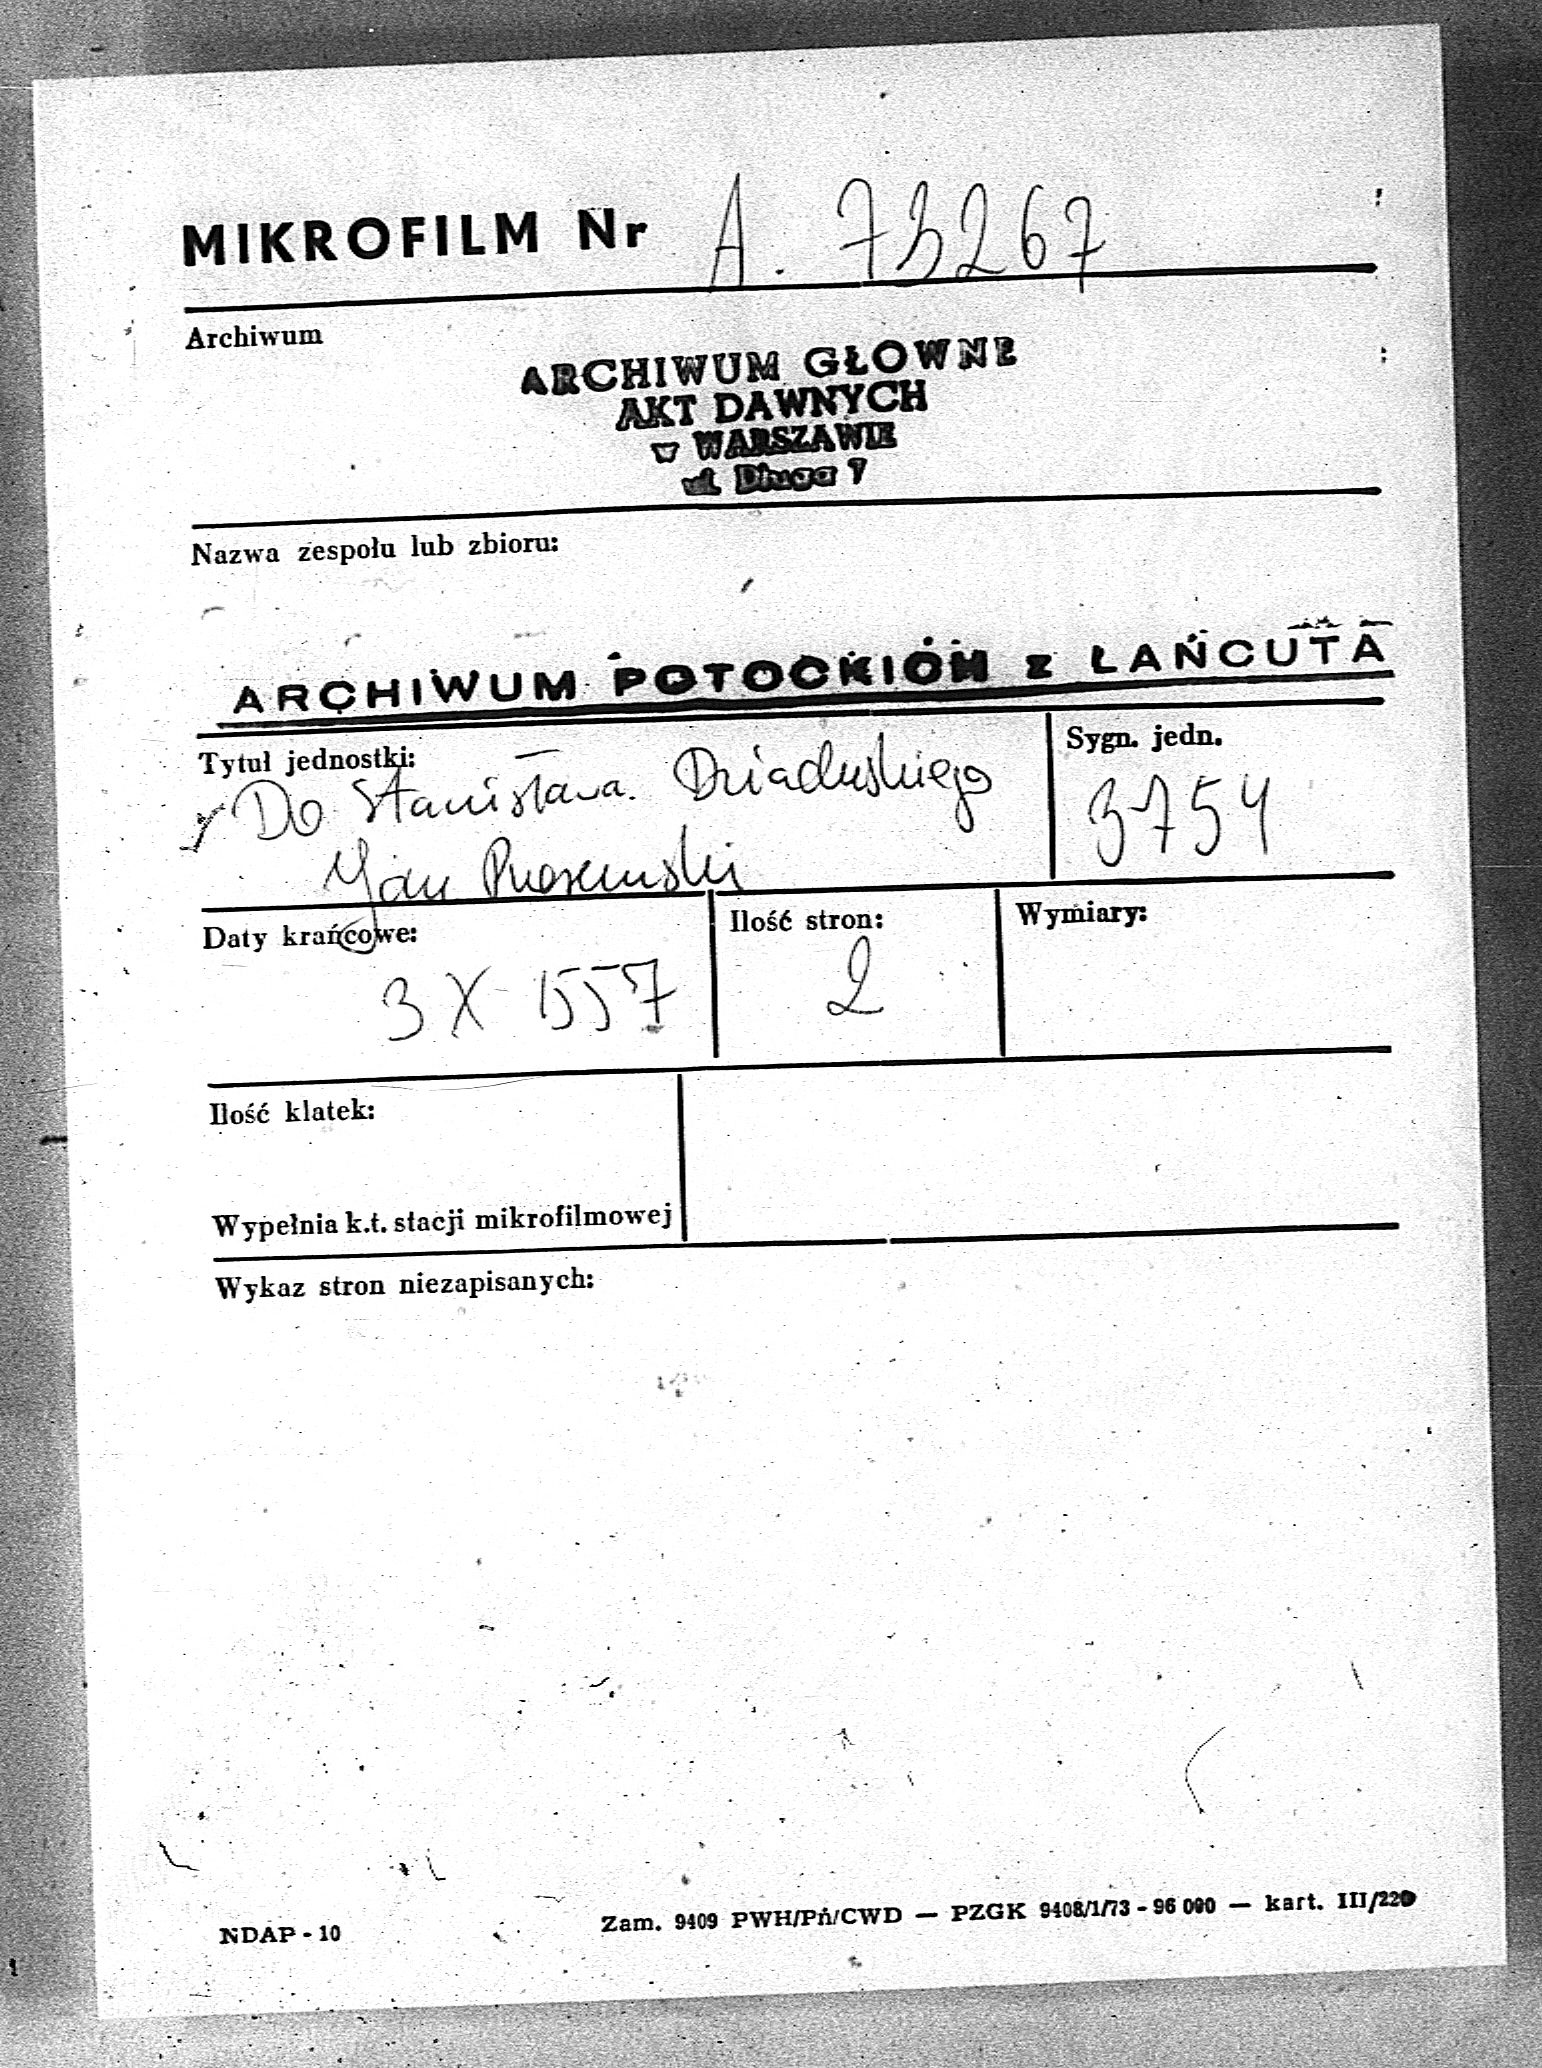 MIKROFILM Nr A. 73267
Archiwum
ARCHIWUM GŁOWNE
AKT DAWNYCH
w WARSZAWIE
ul. Długa 7
Nazwa zespołu lub zbioru:
ARCHIWUM POTOCKICH z ŁAŃCUTA
Tytuł jednostki:
Sygn. jedn.
Do Stanisława Dziaduskiego
3754
Jan
Daty krańcowe:
Ilość stron:
Wymiary:
3 X 1557
2
Ilość klatek:
Wypełnia k.t. stacji mikrofilmowej
Wykaz stron niezapisanych:
NDAP - 10
Zam. 9409 PWH/Pń/CWD — PZGK 9408/1/73 - 96 000 — kart. III/220